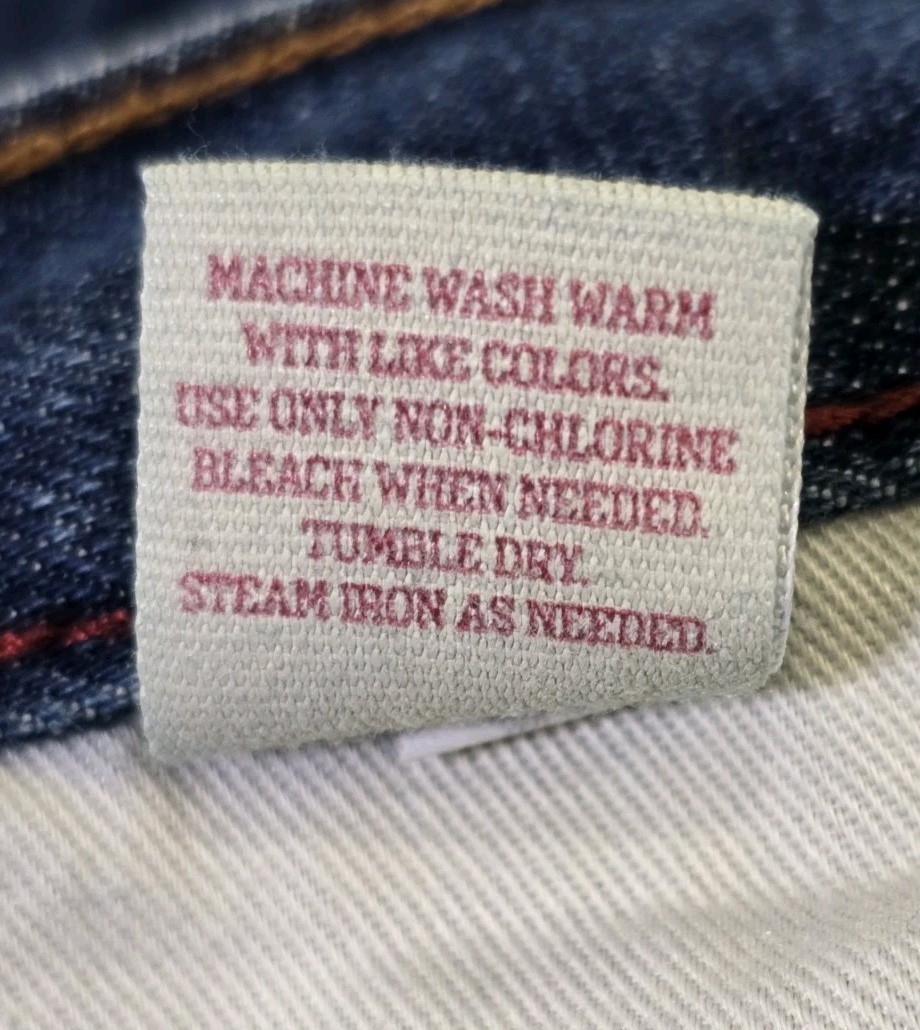 MACHINE WASH WARM
WITH LIKE COLORS.
USE ONLY NON-CHLORINE
BLEACH WHEN NEEDED.
TUMBLE DRY.
STEAM IRON AS NEEDED.